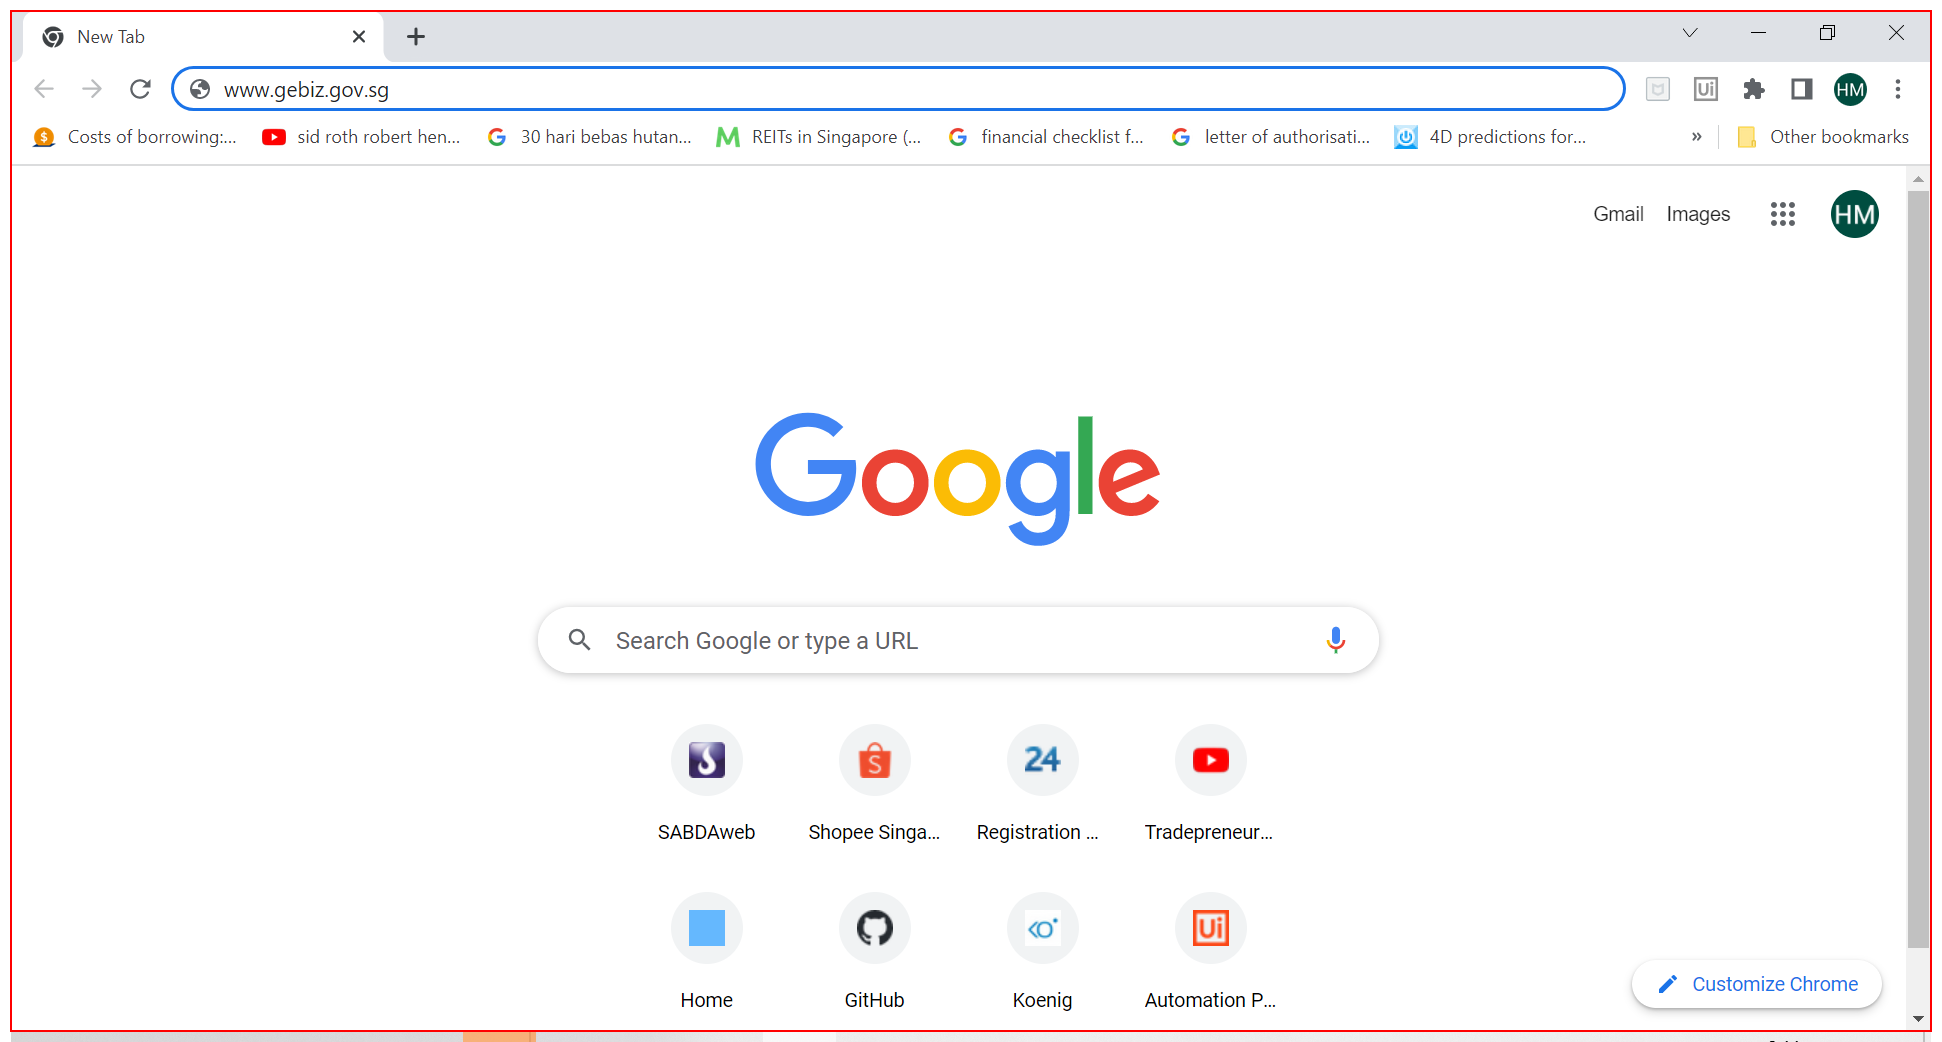 New Tab
www.gebiz.gov.sg
HM
Costs of borrowing:...
sid roth robert hen...
30 hari bebas hutan...
REITs in Singapore (...
financial checklist f...
letter of authorisati...
4D predictions for...
»
Other bookmarks
Gmail
Images
HM
Google
Search Google or type a URL
24
SABDAweb
Shopee Singa...
Registration ...
Tradepreneur...
Ui
Home
GitHub
Koenig
Automation P...
Customize Chrome